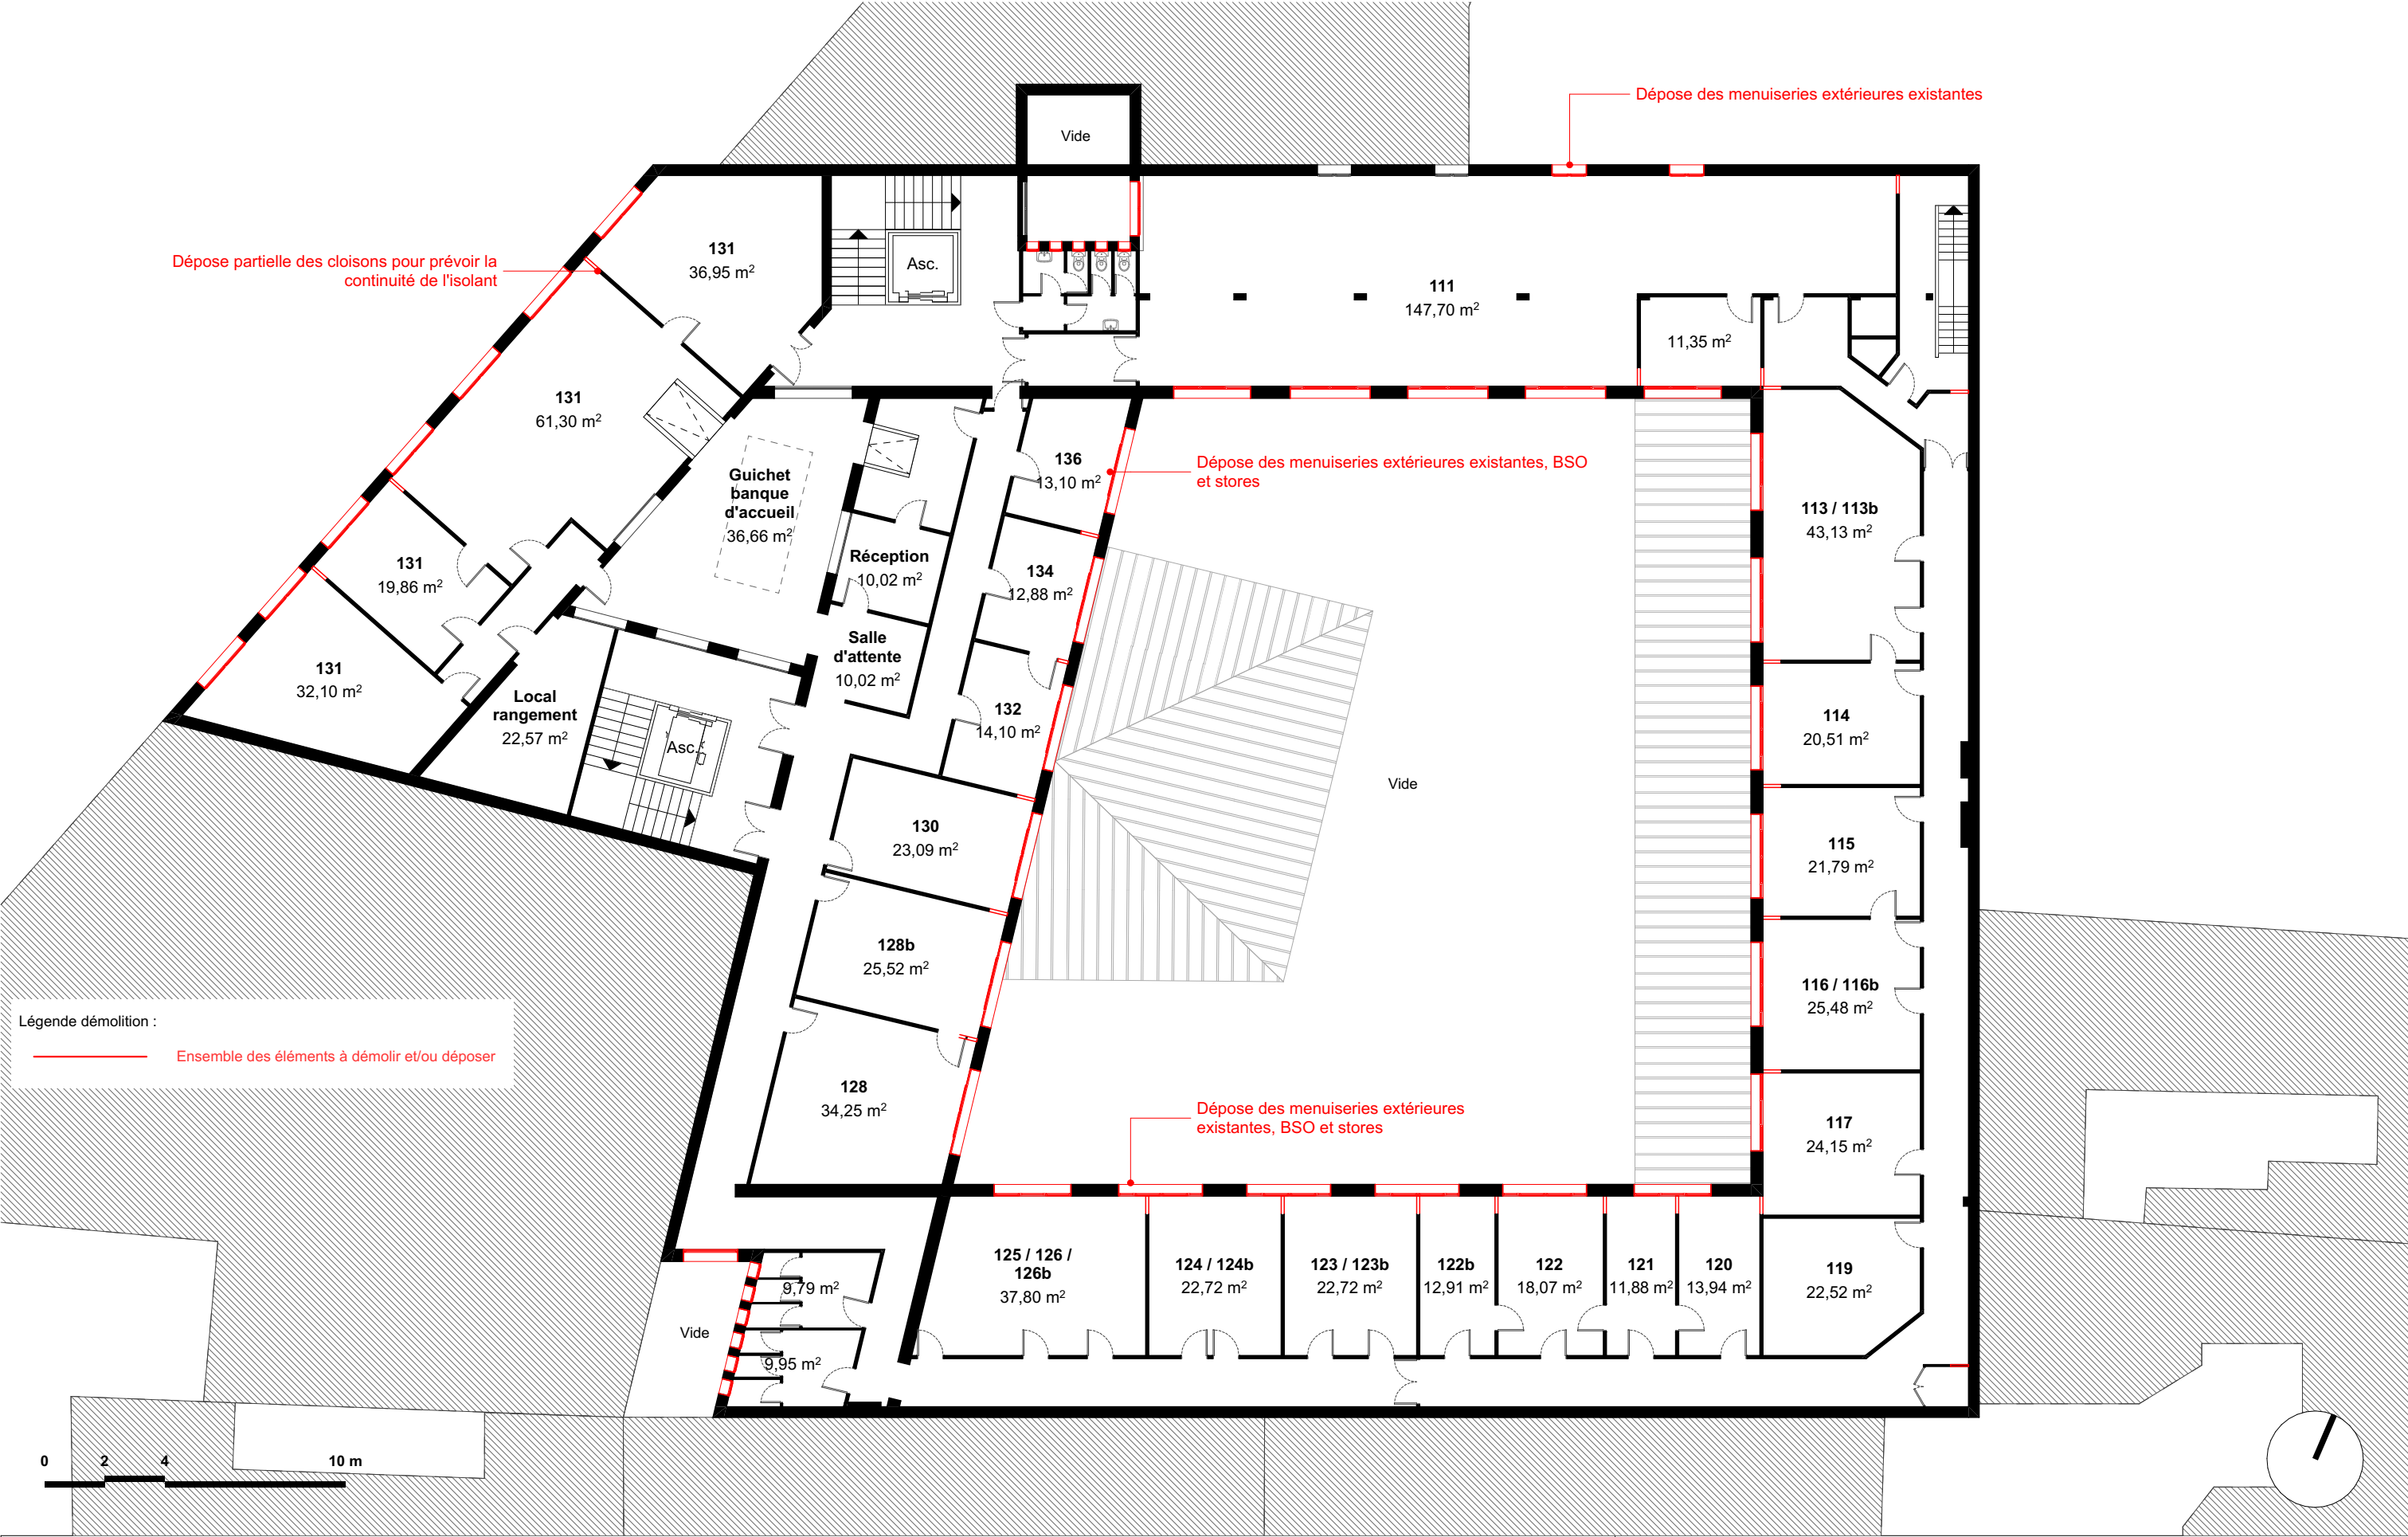 Dépose des menuiseries extérieures existantes
Vide
Dépose partielle des cloisons pour prévoir la
continuité de l'isolant
131
36,95 m²
Asc.
111
147,70 m²
11,35 m²
131
61,30 m²
Guichet
banque
d'accueil
36,66 m²
136
13,10 m²
Dépose des menuiseries extérieures existantes, BSO
et stores
113 / 113b
43,13 m²
Réception
10,02 m²
131
19,86 m²
134
12,88 m²
Salle
d'attente
10,02 m²
131
32,10 m²
Local
rangement
22,57 m²
Asc.
132
14,10 m²
114
20,51 m²
Vide
130
23,09 m²
115
21,79 m²
128b
25,52 m²
116 / 116b
25,48 m²
Légende démolition :
Ensemble des éléments à démolir et/ou déposer
128
34,25 m²
Dépose des menuiseries extérieures
existantes, BSO et stores
117
24,15 m²
125 / 126 /
126b
37,80 m²
124 / 124b
22,72 m²
123 / 123b
22,72 m²
122b
12,91 m²
122
18,07 m²
121
11,88 m²
120
13,94 m²
119
22,52 m²
9,79 m²
Vide
9,95 m²
0 2 4 10 m